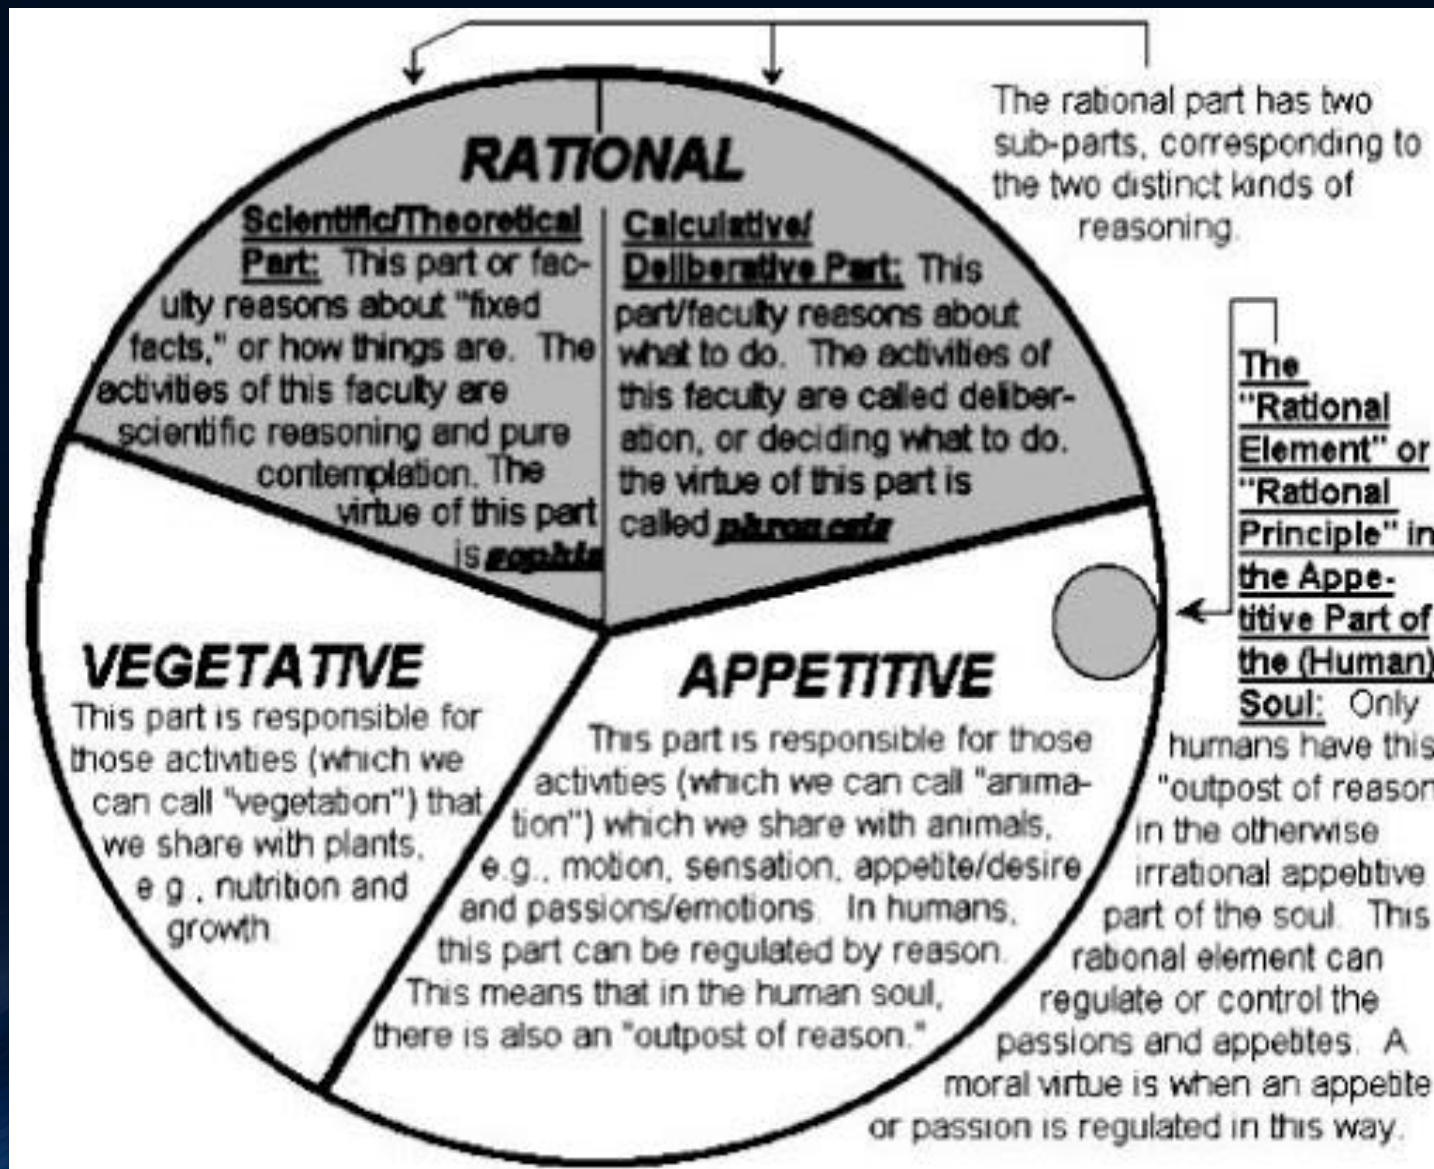 The rational part has two
sub-parts, corresponding to
the two distinct kinds of
reasoning.
RATIONAL
Scientific/Theoretical
Part: This part or fac-
ulty reasons about "fixed
facts," or how things are. The
activities of this faculty are
scientific reasoning and pure
contemplation. The
virtue of this part
is sophia
Calculative/
Deliberative Part: This
part/faculty reasons about
what to do. The activities of
this faculty are called deliber-
ation, or deciding what to do.
the virtue of this part is
called phronesis
VEGETATIVE
This part is responsible for
those activities (which we
can call "vegetation") that
we share with plants,
e.g., nutrition and
growth.
APPETITIVE
This part is responsible for those
activities (which we can call "anima-
tion") which we share with animals,
e.g., motion, sensation, appetite/desire
and passions/emotions. In humans,
this part can be regulated by reason.
This means that in the human soul,
there is also an "outpost of reason."
The
"Rational
Element" or
"Rational
Principle" in
the Appe-
titive Part of
the (Human)
Soul: Only
humans have this
"outpost of reason
in the otherwise
irrational appetitive
part of the soul. This
rational element can
regulate or control the
passions and appetites. A
moral virtue is when an appetite
or passion is regulated in this way.